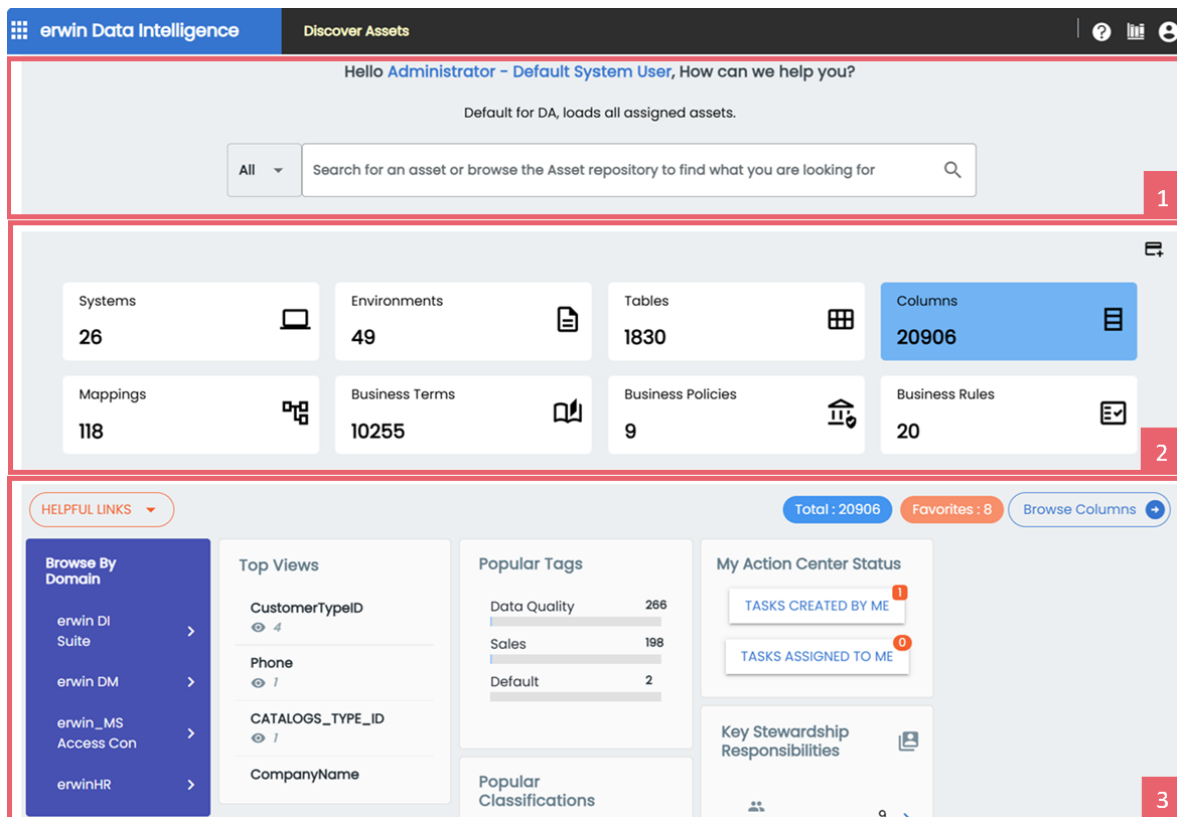 erwin Data Intelligence
Discover Assets
Hello Administrator - Default System User, How can we help you?
Default for DA, loads all assigned assets.
All
Search for an asset or browse the Asset repository to find what you are looking for
1
Systems
26
Environments
49
Tables
1830
Columns
20906
Mappings
118
Business Terms
10255
Business Policies
9
Business Rules
20
2
HELPFUL LINKS
Total : 20906
Favorites : 8
Browse Columns
Browse By
Domain
erwin DI
Suite
erwin DM
erwin_MS
Access Con
erwinHR
Top Views
CustomerTypeID
4
Phone
1
CATALOGS_TYPE_ID
1
CompanyName
Popular Tags
Data Quality 266
Sales 198
Default 2
Popular
Classifications
My Action Center Status
TASKS CREATED BY ME 1
TASKS ASSIGNED TO ME 0
Key Stewardship
Responsibilities
9
3